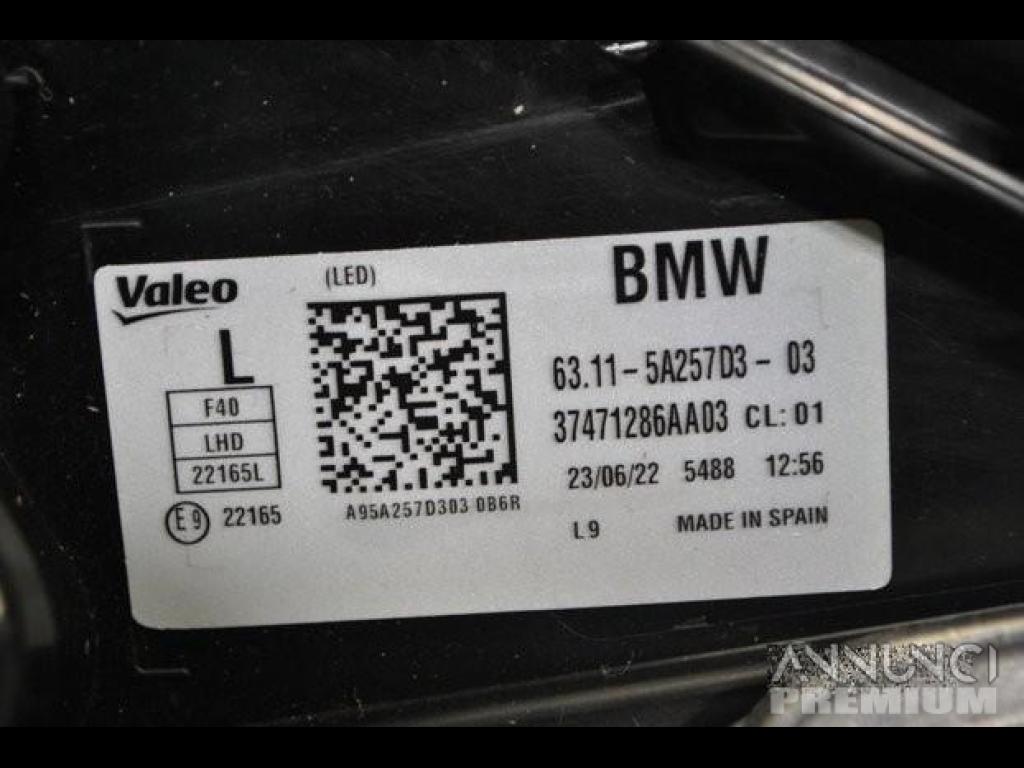 Valeo
(LED)
BMW
L
F40
LHD
22165L
E9 22165
A95A257D303 0B6R
63.11-5A257D3-03
37471286AA03 CL:01
23/06/22 5488 12:56
L9 MADE IN SPAIN
ANNUNCI
PREMIUM